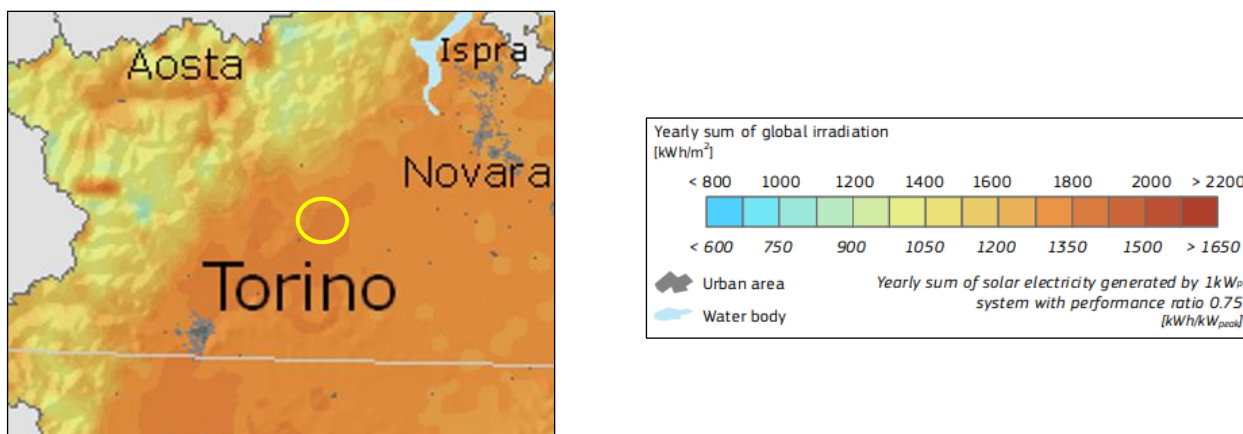 Aosta
Ispra
Novara
Torino
Yearly sum of global irradiation
[kWh/m²]
< 800 1000 1200 1400 1600 1800 2000 > 2200
< 600 750 900 1050 1200 1350 1500 > 1650
Urban area
Water body
Yearly sum of solar electricity generated by 1kWₚ
system with performance ratio 0.75
[kWh/kWpeak]